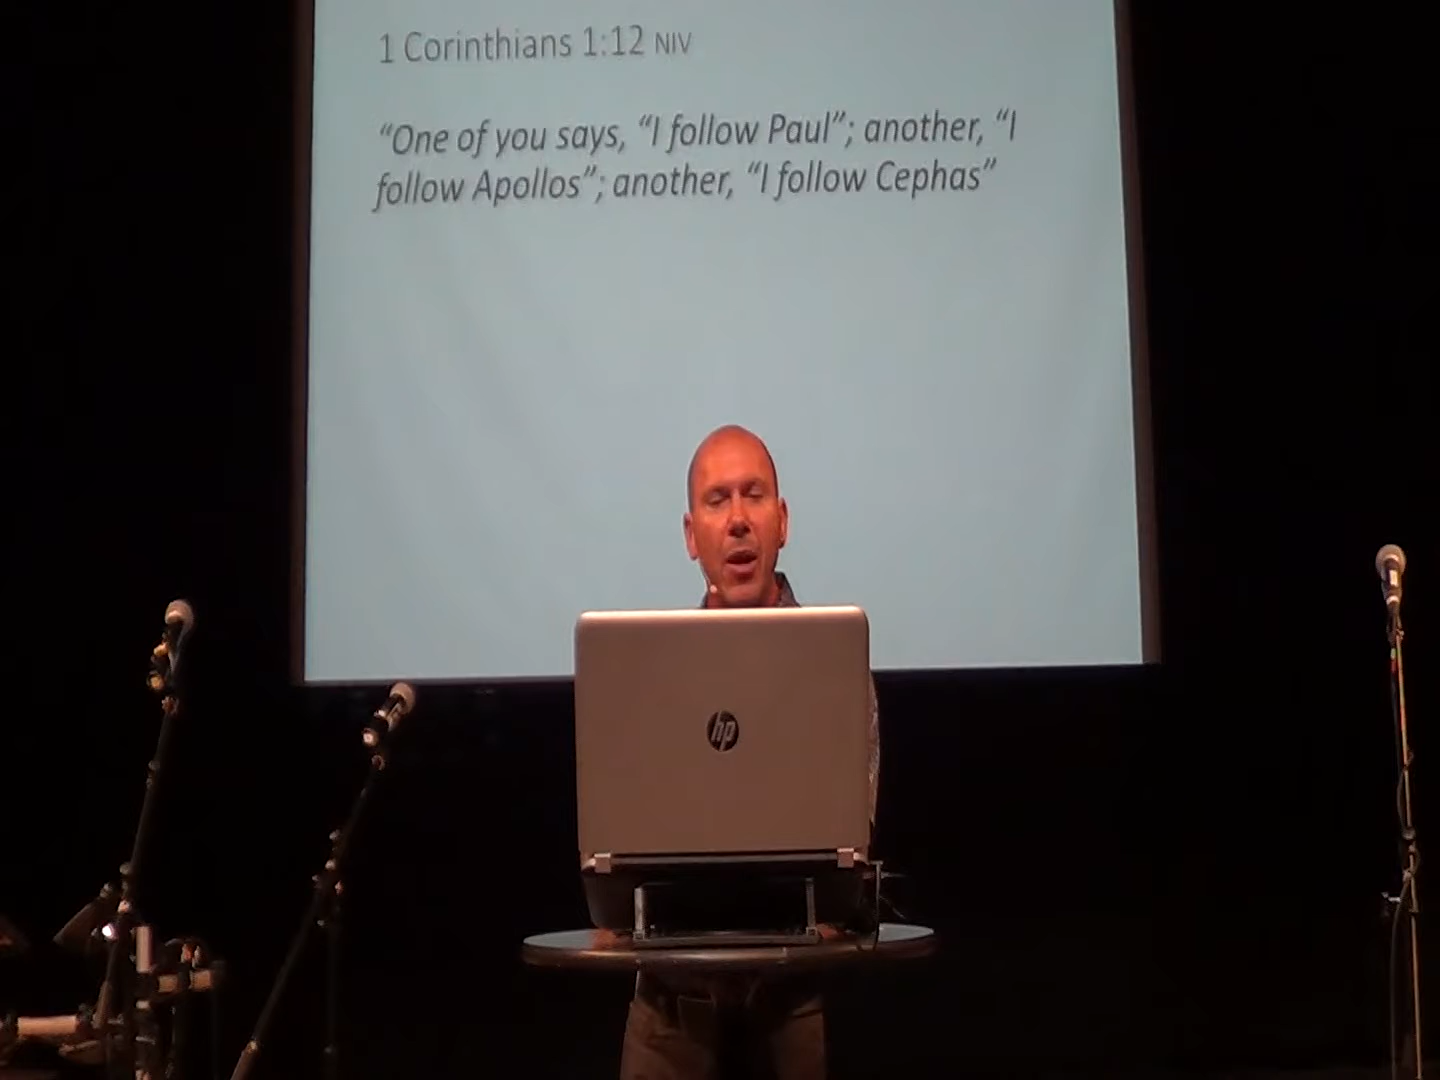 1 Corinthians 1:12 NIV
“One of you says, “I follow Paul”; another, “I
follow Apollos”; another, “I follow Cephas”
hp